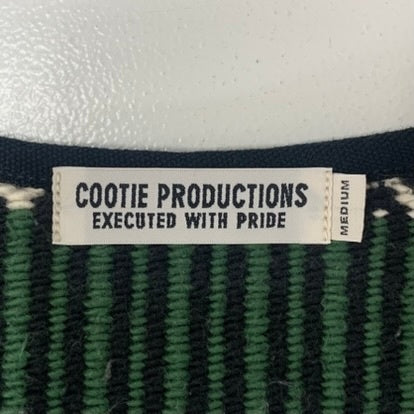 COOTIE PRODUCTIONS
EXECUTED WITH PRIDE
MEDIUM